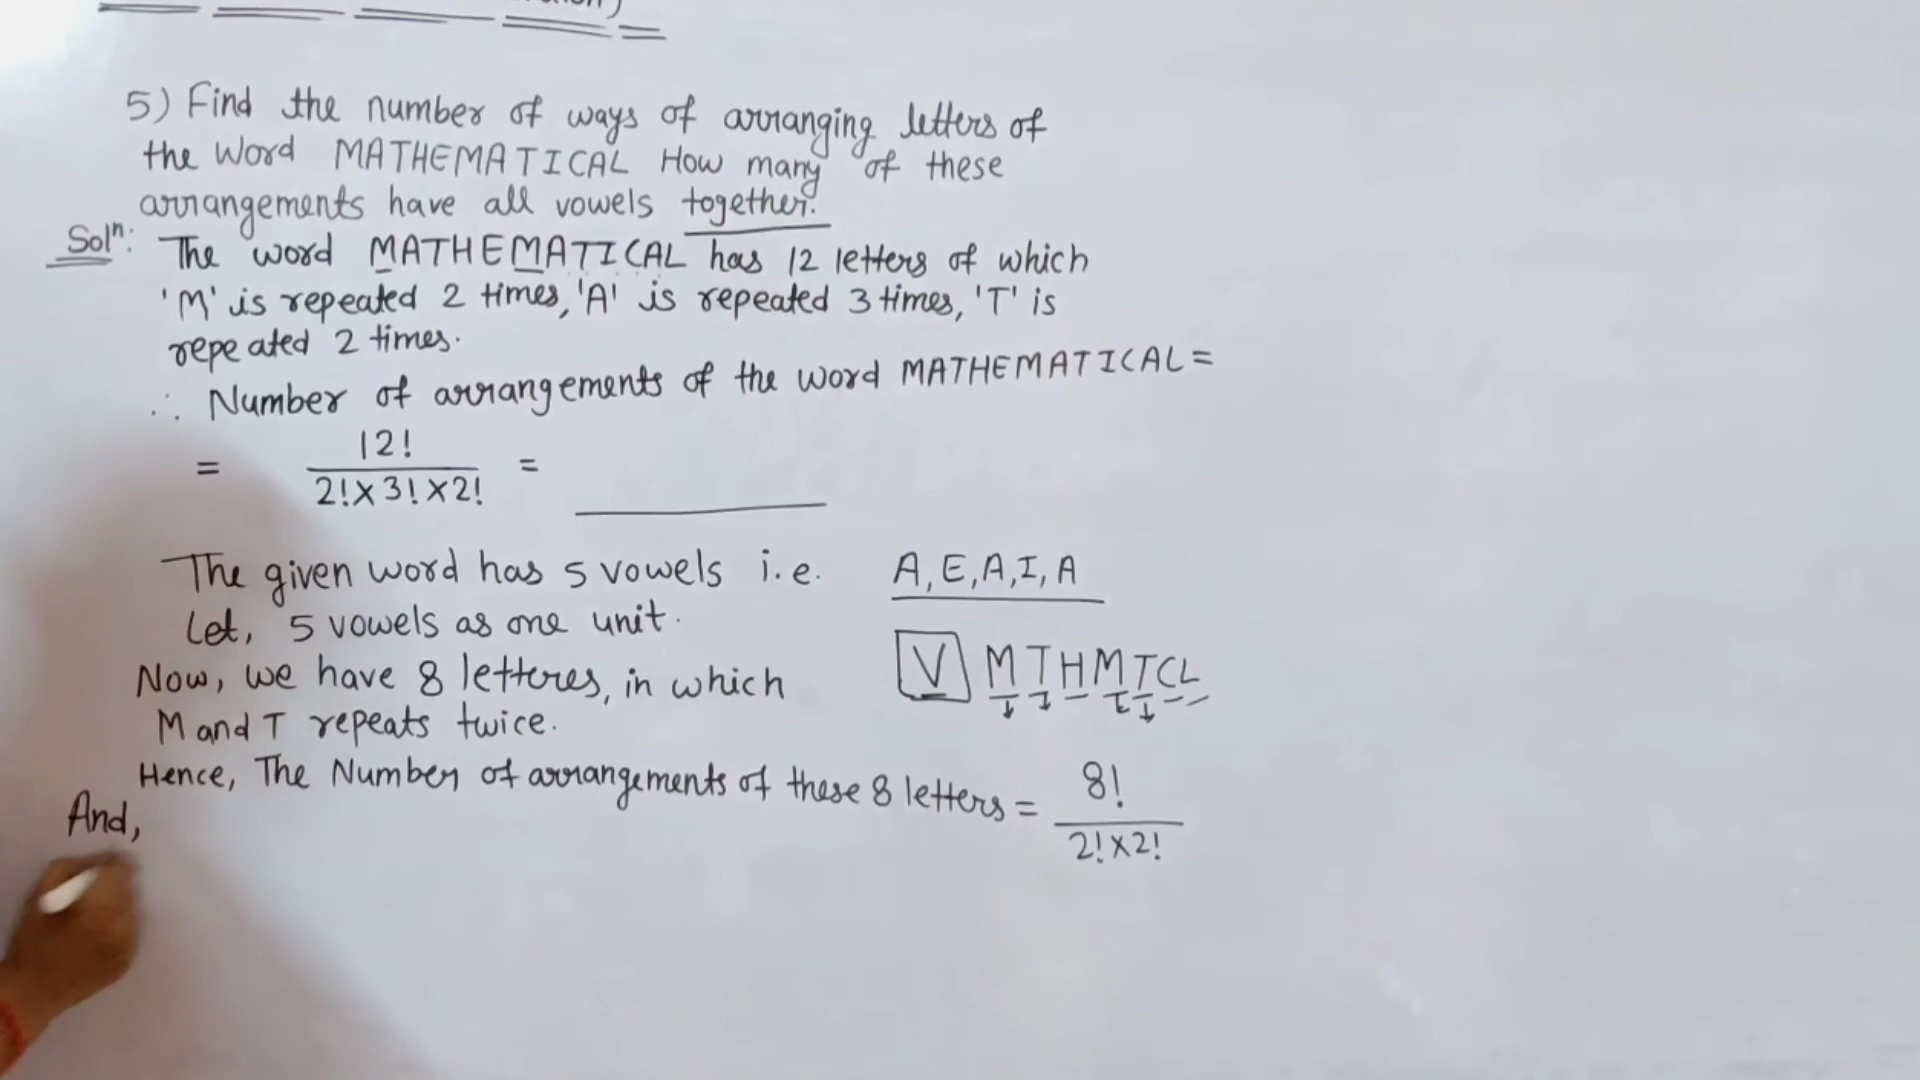 5) Find the number of ways of arranging letters of
the Word MATHEMATICAL How many of these
arrangements have all vowels together.
Solⁿ: The word MATHEMATICAL has 12 letters of which
'M' is repeated 2 times, 'A' is repeated 3 times, 'T' is
repeated 2 times.
∴ Number of arrangements of the word MATHEMATICAL =
= 12! / 2!×3!×2! =
The given word has 5 vowels i.e. A, E, A, I, A
Let, 5 vowels as one unit.
V MTHMTCL
Now, we have 8 letteres, in which
M and T repeats twice.
Hence, The Number of arrangements of these 8 letters = 8! / 2!×2!
And,